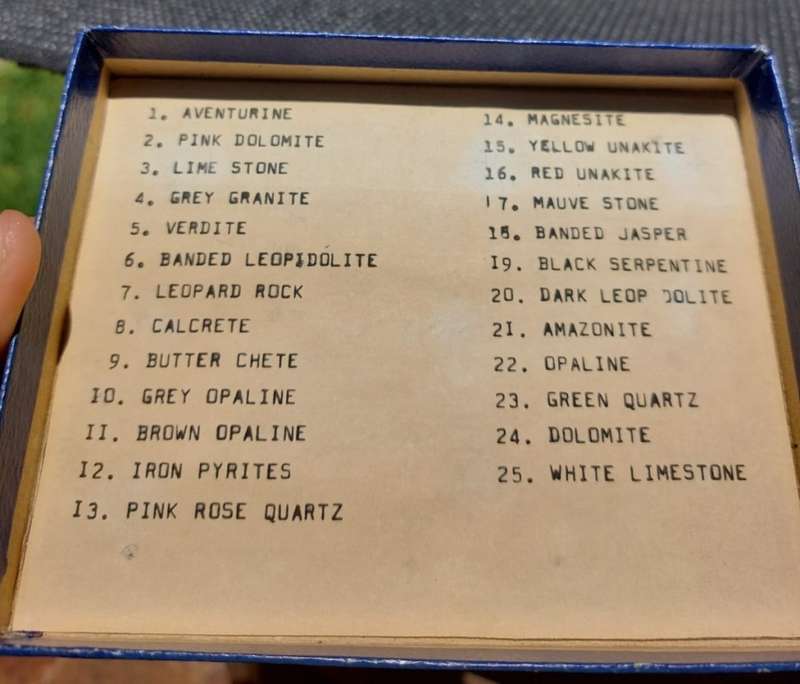 1. AVENTURINE
2. PINK DOLOMITE
3. LIME STONE
4. GREY GRANITE
5. VERDITE
6. BANDED LEOPIDOLITE
7. LEOPARD ROCK
8. CALCRETE
9. BUTTER CHETE
10. GREY OPALINE
11. BROWN OPALINE
12. IRON PYRITES
13. PINK ROSE QUARTZ
14. MAGNESITE
15. YELLOW UNAKITE
16. RED UNAKITE
17. MAUVE STONE
18. BANDED JASPER
19. BLACK SERPENTINE
20. DARK LEOP DOLITE
21. AMAZONITE
22. OPALINE
23. GREEN QUARTZ
24. DOLOMITE
25. WHITE LIMESTONE